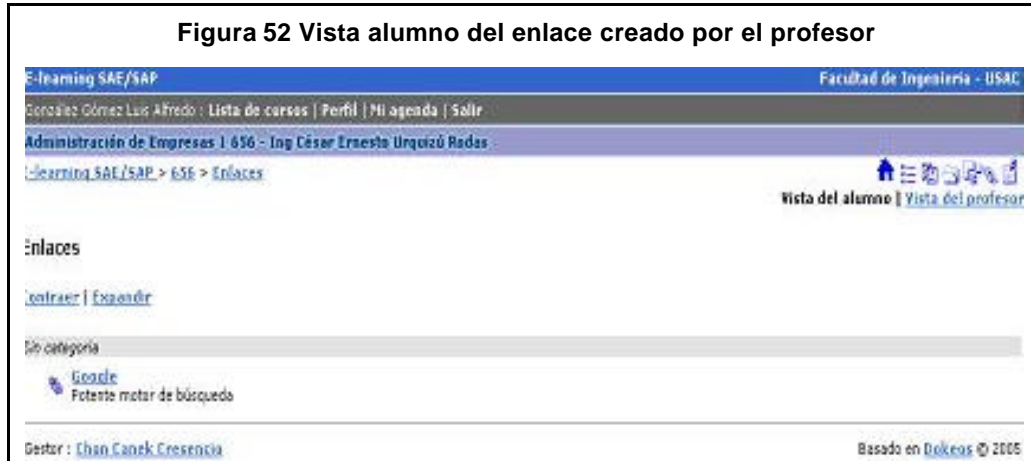 Figura 52 Vista alumno del enlace creado por el profesor
E-learning SAE/SAP Facultad de Ingenieria - USAC
González Gómez Luis Alfredo : Lista de cursos | Perfil | Mi agenda | Salir
Administración de Empresas 1 656 - Ing César Ernesto Urquizú Rodas
E-learning SAE/SAP > 656 > Enlaces
Vista del alumno | Vista del profesor
Enlaces
Contraer | Expandir
Sin categoría
Google
Potente motor de búsqueda
Gestor : Chan Canek Cresencio Basado en Dokeos © 2005